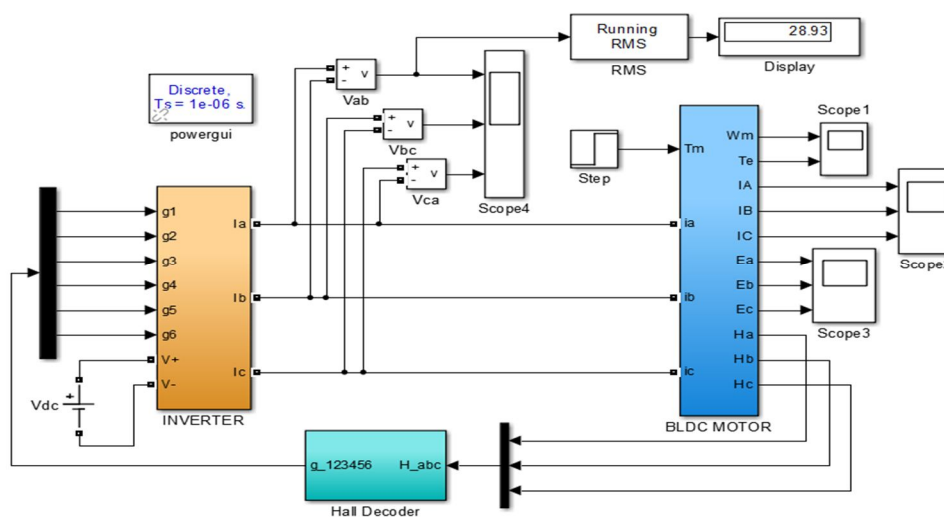 Running
RMS
RMS
28.93
Display
Discrete,
Ts = 1e-06 s.
powergui
+
-
v
Vab
+
-
v
Vbc
+
-
v
Vca
Scope4
Step
Tm
Wm
Te
IA
IB
IC
Ea
Eb
Ec
Ha
Hb
Hc
ia
ib
ic
BLDC MOTOR
Scope1
Scope3
g1
g2
g3
g4
g5
g6
V+
V-
Ia
Ib
Ic
INVERTER
+
Vdc
g_123456
H_abc
Hall Decoder